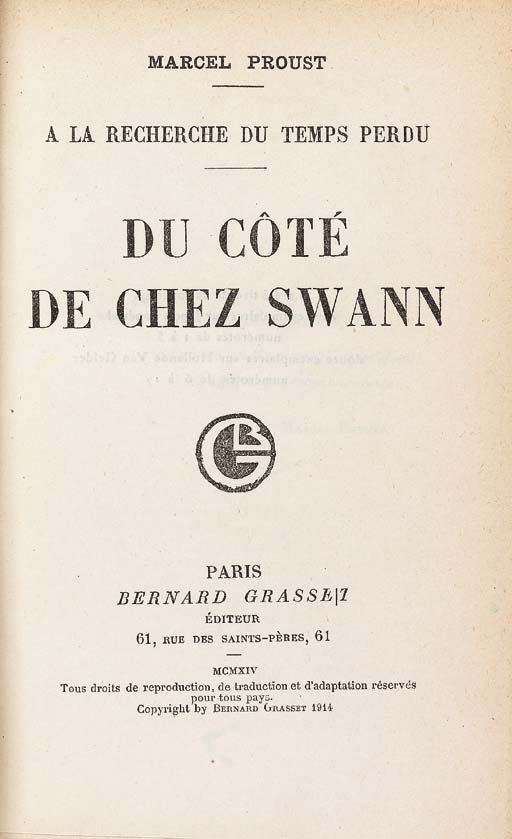 MARCEL PROUST
A LA RECHERCHE DU TEMPS PERDU
DU CÔTÉ
DE CHEZ SWANN
BG
PARIS
BERNARD GRASSE|T
ÉDITEUR
61, RUE DES SAINTS-PÈRES, 61
MCMXIV
Tous droits de reproduction, de traduction et d'adaptation réservés
pour tous pays.
Copyright by BERNARD GRASSET 1914